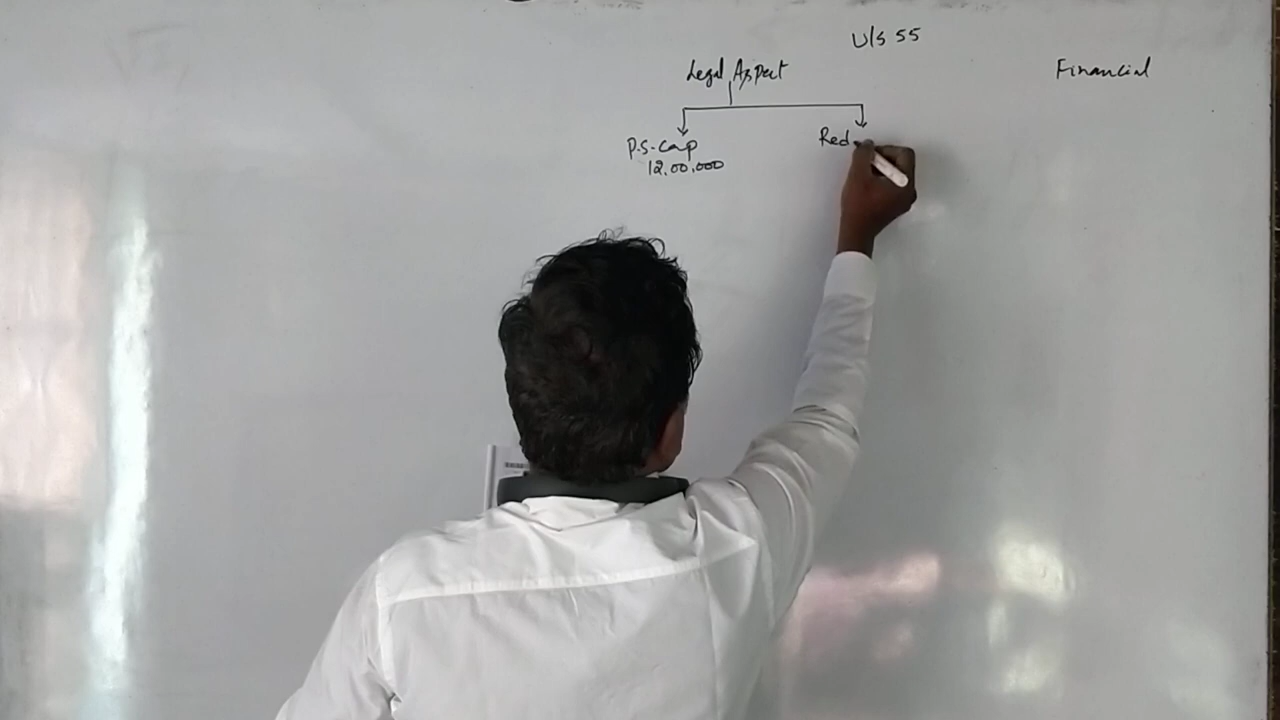 U/s 55
Legal Aspect
Financial
P.S. Cap
Red
12,00,000